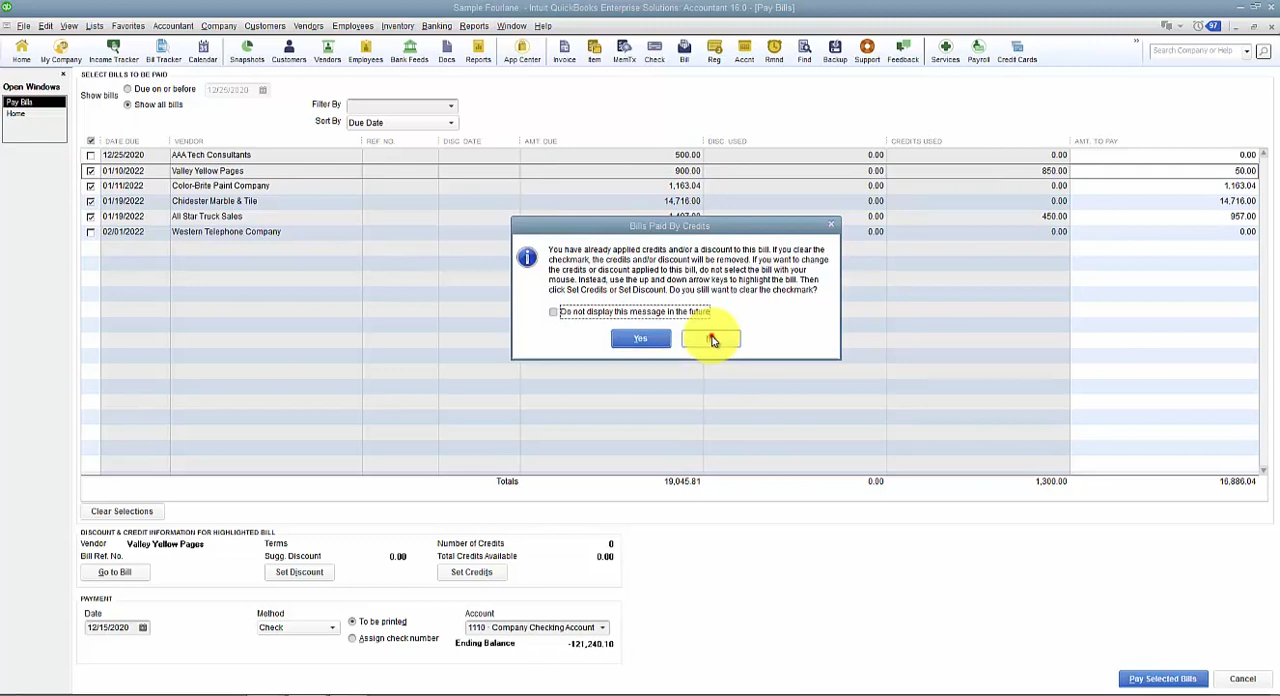 Sample Fourlane - Intuit QuickBooks Enterprise Solutions: Accountant 16.0 - [Pay Bills]
File Edit View Lists Favorites Accountant Company Customers Vendors Employees Inventory Banking Reports Window Help 97
Home My Company Income Tracker Bill Tracker Calendar Snapshots Customers Vendors Employees Bank Feeds Docs Reports App Center Invoice Item MemTx Check Bill Reg Accnt Rmnd Find Backup Support Feedback Services Payroll Credit Cards Search Company or Help
Open Windows
Pay Bills
Home
SELECT BILLS TO BE PAID
Show bills Due on or before 12/25/2020
Show all bills
Filter By
Sort By Due Date
DATE DUE VENDOR REF. NO. DISC. DATE AMT. DUE DISC. USED CREDITS USED AMT. TO PAY
12/25/2020 AAA Tech Consultants 500.00 0.00 0.00 0.00
01/10/2022 Valley Yellow Pages 900.00 0.00 850.00 50.00
01/11/2022 Color-Brite Paint Company 1,163.04 0.00 0.00 1,163.04
01/19/2022 Chidester Marble & Tile 14,716.00 0.00 0.00 14,716.00
01/19/2022 All Star Truck Sales 0.00 450.00 957.00
02/01/2022 Western Telephone Company 0.00 0.00 0.00
Bills Paid By Credits
You have already applied credits and/or a discount to this bill. If you clear the
checkmark, the credits and/or discount will be removed. If you want to change
the credits or discount applied to this bill, do not select the bill with your
mouse. Instead, use the up and down arrow keys to highlight the bill. Then
click Set Credits or Set Discount. Do you still want to clear the checkmark?
Do not display this message in the future
Yes
Totals 19,045.81 0.00 1,300.00 16,886.04
Clear Selections
DISCOUNT & CREDIT INFORMATION FOR HIGHLIGHTED BILL
Vendor Valley Yellow Pages Terms Number of Credits 0
Bill Ref. No. Sugg. Discount 0.00 Total Credits Available 0.00
Go to Bill Set Discount Set Credits
PAYMENT
Date Method Account
12/15/2020 Check To be printed 1110 · Company Checking Account
Assign check number Ending Balance -121,240.10
Pay Selected Bills Cancel